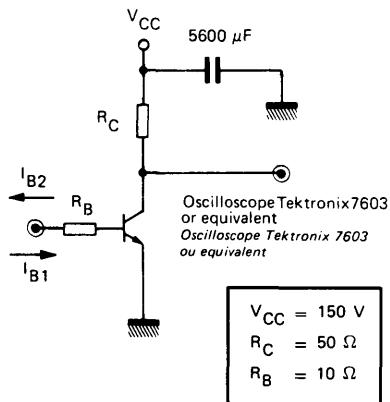 V_CC
5600 µF
R_C
I_B2
R_B
I_B1
Oscilloscope Tektronix 7603
or equivalent
Oscilloscope Tektronix 7603
ou equivalent
V_CC = 150 V
R_C = 50 Ω
R_B = 10 Ω